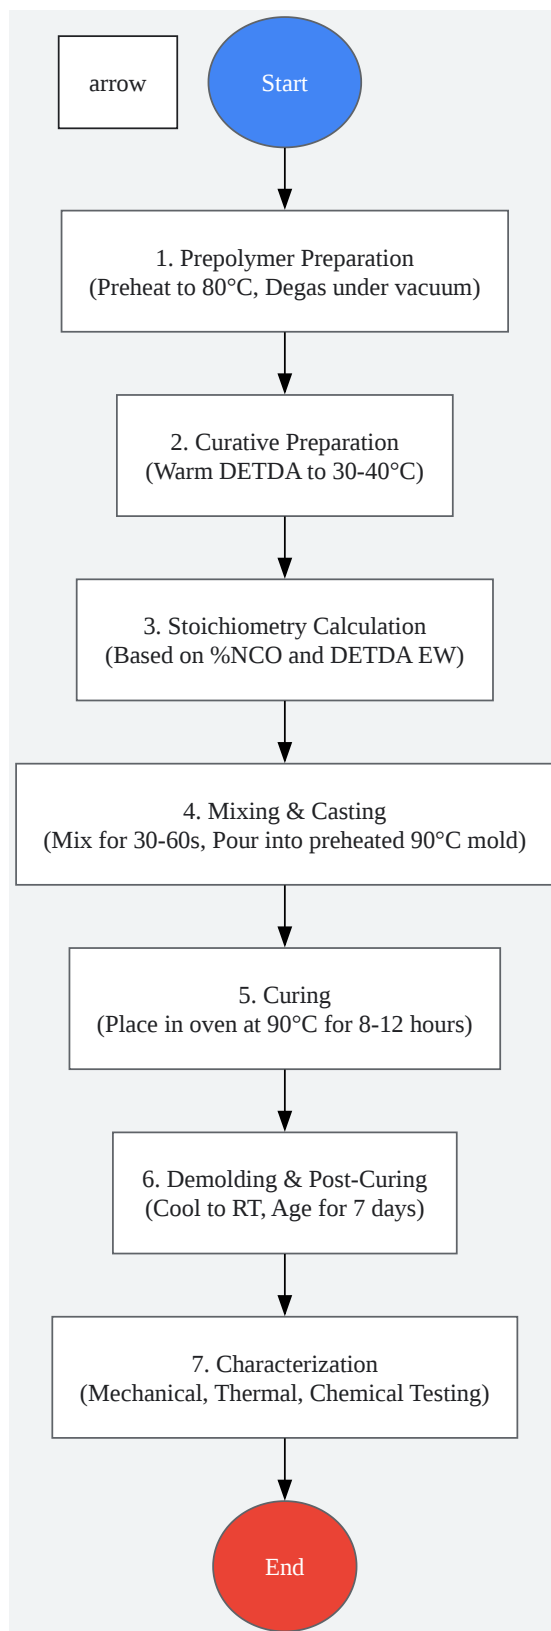 arrow
Start
1. Prepolymer Preparation
(Preheat to 80°C, Degas under vacuum)
2. Curative Preparation
(Warm DETDA to 30-40°C)
3. Stoichiometry Calculation
(Based on %NCO and DETDA EW)
4. Mixing & Casting
(Mix for 30-60s, Pour into preheated 90°C mold)
5. Curing
(Place in oven at 90°C for 8-12 hours)
6. Demolding & Post-Curing
(Cool to RT, Age for 7 days)
7. Characterization
(Mechanical, Thermal, Chemical Testing)
End